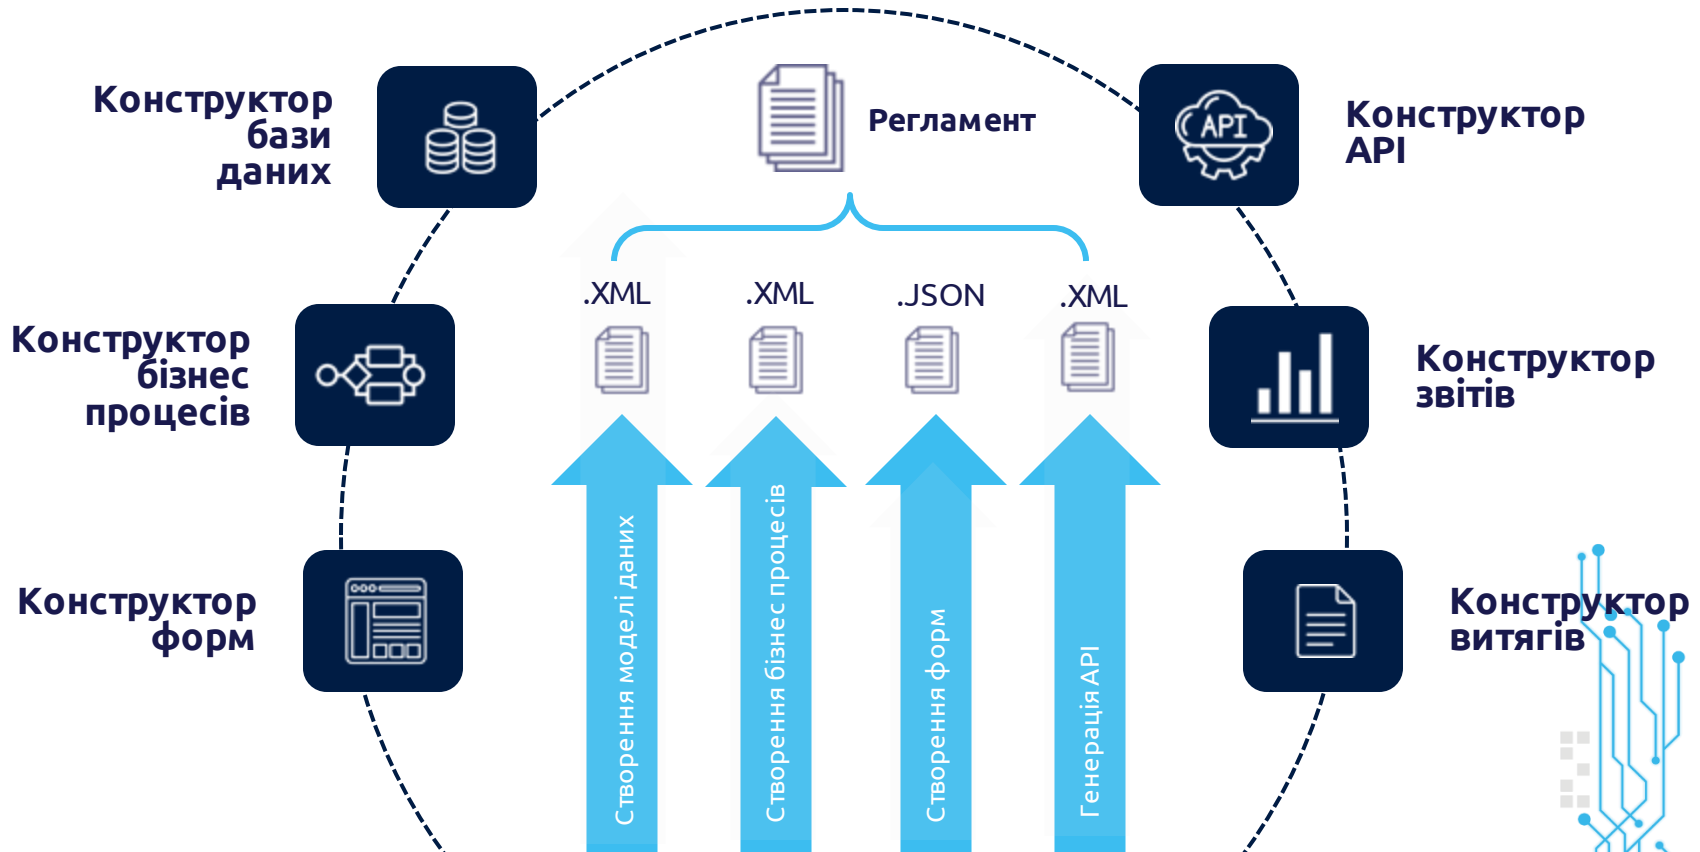 Конструктор
бази
даних
Регламент
API
Конструктор
API
.XML
.XML
.JSON
.XML
Конструктор
бізнес
процесів
Конструктор
звітів
Створення моделі даних
Створення бізнес процесів
Створення форм
Генерація API
Конструктор
форм
Конструктор
витягів